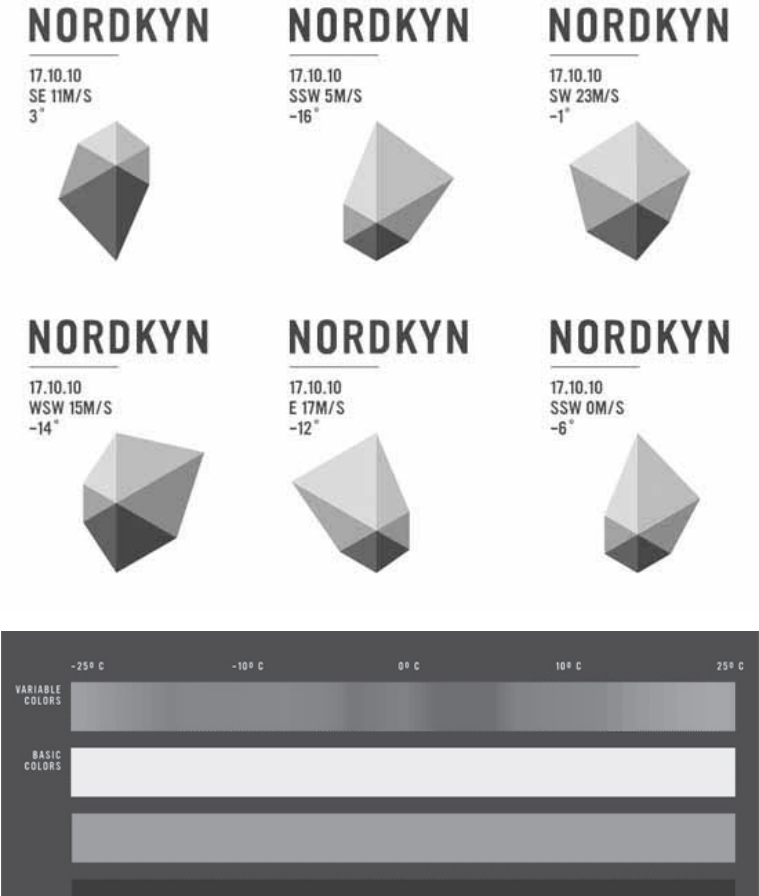 NORDKYN
17.10.10
SE 11M/S
3°
NORDKYN
17.10.10
SSW 5M/S
-16°
NORDKYN
17.10.10
SW 23M/S
-1°
NORDKYN
17.10.10
WSW 15M/S
-14°
NORDKYN
17.10.10
E 17M/S
-12°
NORDKYN
17.10.10
SSW 0M/S
-6°
-25º C -10º C 0º C 10º C 25º C
VARIABLE
COLORS
BASIC
COLORS